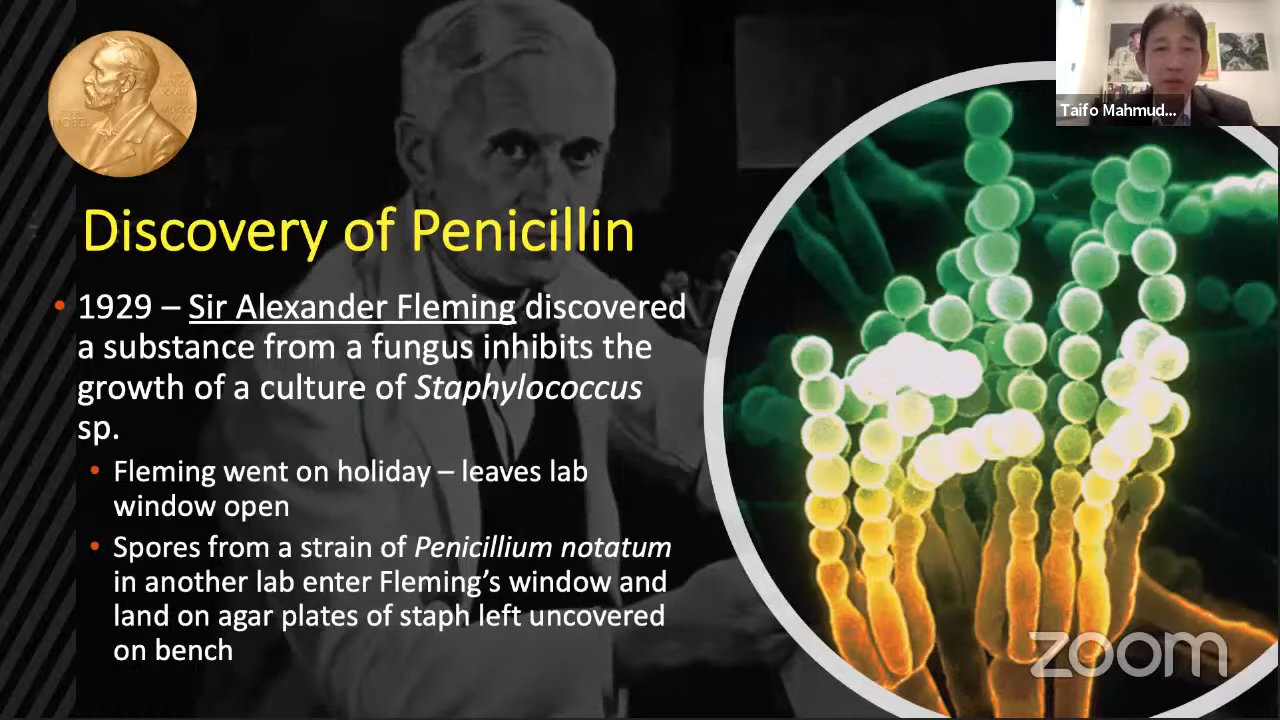 Discovery of Penicillin
• 1929 – Sir Alexander Fleming discovered
a substance from a fungus inhibits the
growth of a culture of Staphylococcus
sp.
• Fleming went on holiday – leaves lab
window open
• Spores from a strain of Penicillium notatum
in another lab enter Fleming’s window and
land on agar plates of staph left uncovered
on bench
Taifo Mahmud...
zoom